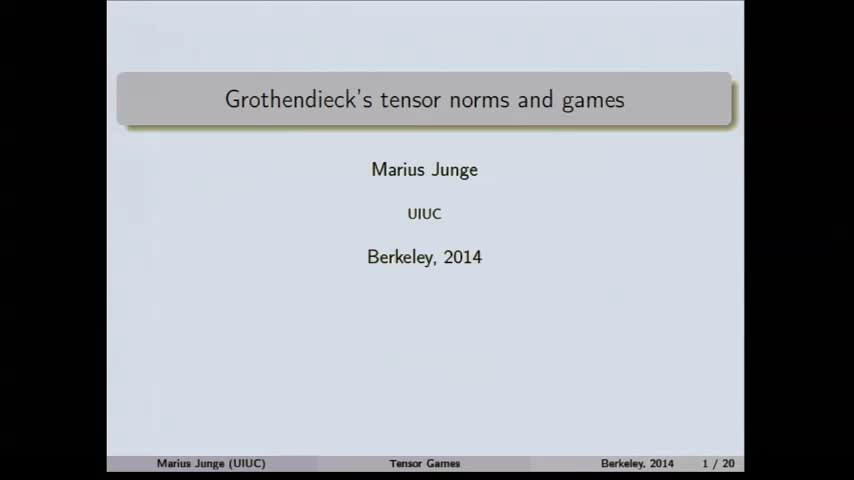 Grothendieck's tensor norms and games
Marius Junge
UIUC
Berkeley, 2014
Marius Junge (UIUC) Tensor Games Berkeley, 2014 1 / 20